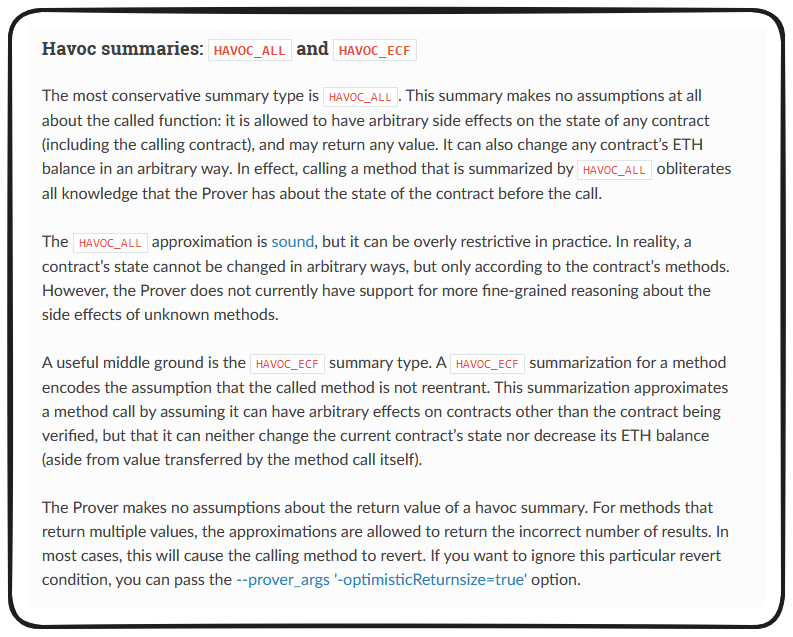 Havoc summaries: HAVOC_ALL and HAVOC_ECF
The most conservative summary type is HAVOC_ALL. This summary makes no assumptions at all
about the called function: it is allowed to have arbitrary side effects on the state of any contract
(including the calling contract), and may return any value. It can also change any contract's ETH
balance in an arbitrary way. In effect, calling a method that is summarized by HAVOC_ALL obliterates
all knowledge that the Prover has about the state of the contract before the call.
The HAVOC_ALL approximation is sound, but it can be overly restrictive in practice. In reality, a
contract's state cannot be changed in arbitrary ways, but only according to the contract's methods.
However, the Prover does not currently have support for more fine-grained reasoning about the
side effects of unknown methods.
A useful middle ground is the HAVOC_ECF summary type. A HAVOC_ECF summarization for a method
encodes the assumption that the called method is not reentrant. This summarization approximates
a method call by assuming it can have arbitrary effects on contracts other than the contract being
verified, but that it can neither change the current contract's state nor decrease its ETH balance
(aside from value transferred by the method call itself).
The Prover makes no assumptions about the return value of a havoc summary. For methods that
return multiple values, the approximations are allowed to return the incorrect number of results. In
most cases, this will cause the calling method to revert. If you want to ignore this particular revert
condition, you can pass the --prover_args '-optimisticReturnsize=true' option.